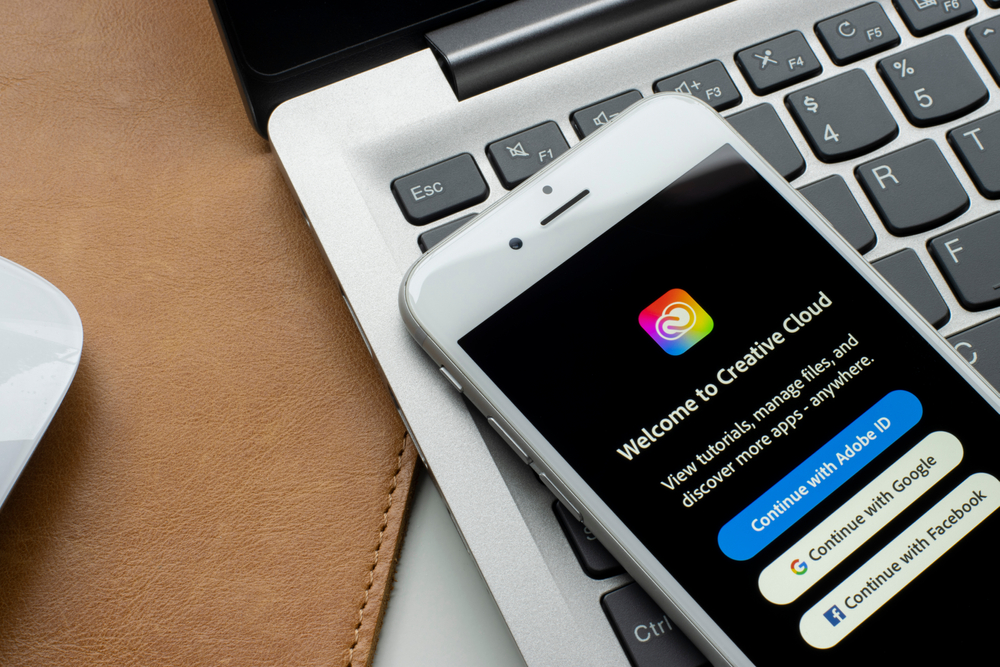 Esc
F1
F3
F4
F5
F6
$
4
%
5
R
T
F
C
Ctrl
Welcome to Creative Cloud
View tutorials, manage files, and
discover more apps - anywhere.
Continue with Adobe ID
G Continue with Google
f Continue with Facebook